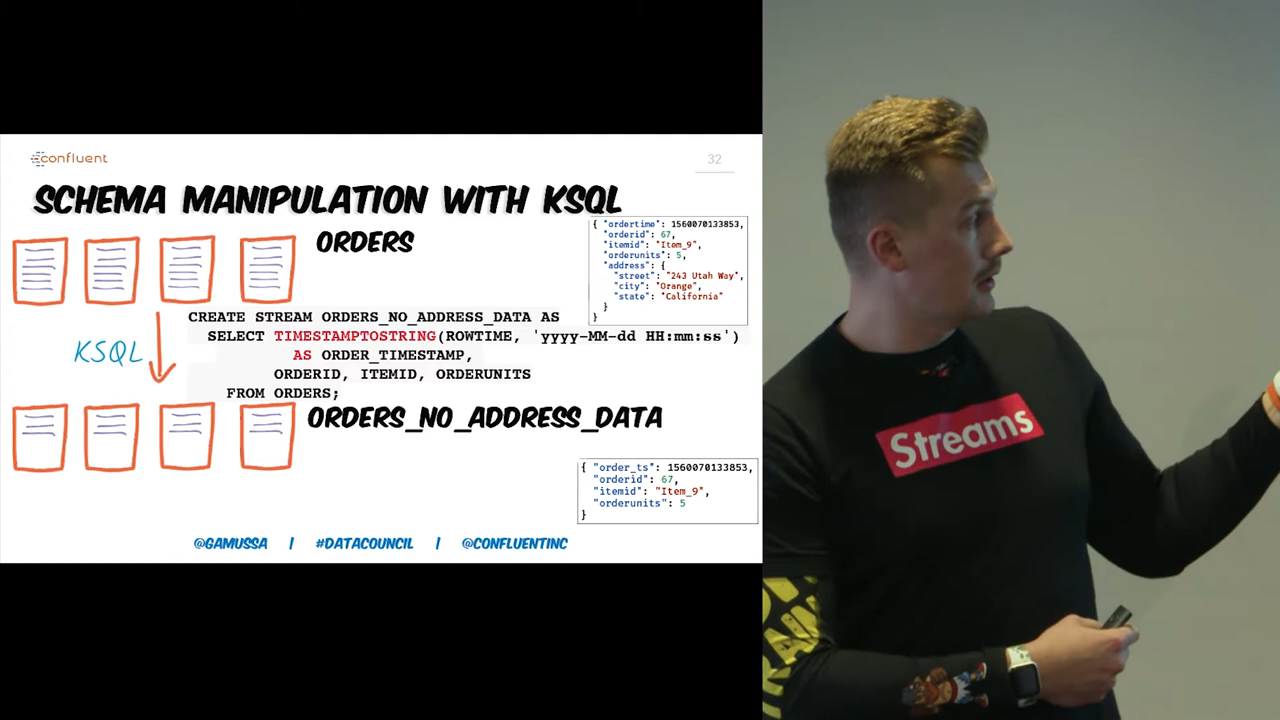 confluent
32
SCHEMA MANIPULATION WITH KSQL
ORDERS
{ "ordertime": 1560070133853,
"orderid": 67,
"itemid": "Item_9",
"orderunits": 5,
"address": {
"street": "243 Utah Way",
"city": "Orange",
"state": "California"
}
}
CREATE STREAM ORDERS_NO_ADDRESS_DATA AS
SELECT TIMESTAMPTOSTRING(ROWTIME, 'yyyy-MM-dd HH:mm:ss')
AS ORDER_TIMESTAMP,
ORDERID, ITEMID, ORDERUNITS
FROM ORDERS;
KSQL
ORDERS_NO_ADDRESS_DATA
{ "order_ts": 1560070133853,
"orderid": 67,
"itemid": "Item_9",
"orderunits": 5
}
@GAMUSSA | #DATACOUNCIL | @CONFLUENTINC
Streams